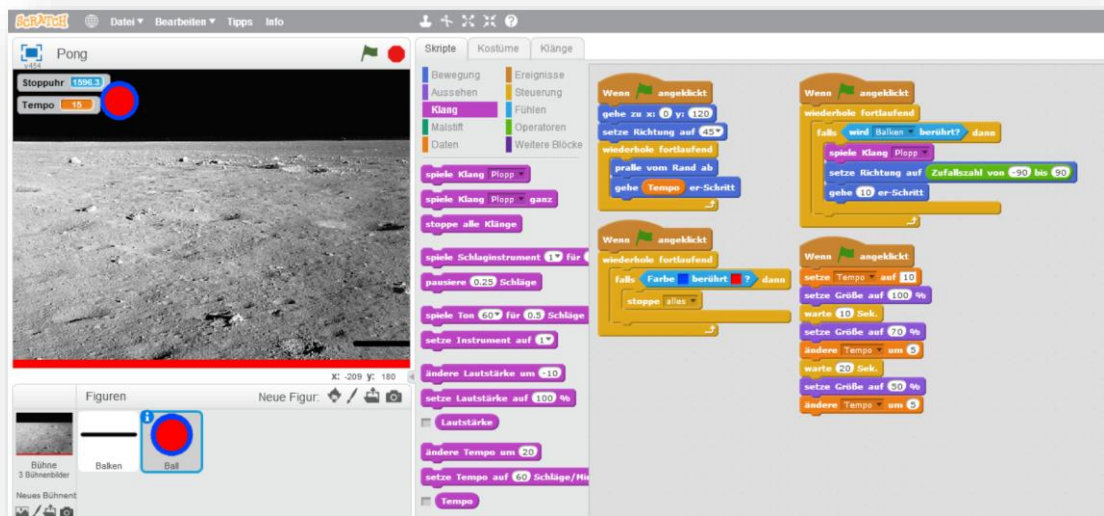 SCRATCH Datei Bearbeiten Tipps Info
Pong
v454
Stoppuhr 1596.3
Tempo 15
X: -209 y: 180
Figuren Neue Figur:
Bühne
3 Bühnenbilder
Balken
Ball
Neues Bühnenb
Skripte Kostüme Klänge
Bewegung Ereignisse
Aussehen Steuerung
Klang Fühlen
Malstift Operatoren
Daten Weitere Blöcke
spiele Klang Plopp
spiele Klang Plopp ganz
stoppe alle Klänge
spiele Schlaginstrument 1 für
pausiere 0.25 Schläge
spiele Ton 60 für 0.5 Schläge
setze Instrument auf 1
ändere Lautstärke um -10
setze Lautstärke auf 100 %
Lautstärke
ändere Tempo um 20
setze Tempo auf 60 Schläge/Min
Tempo
Wenn angeklickt
gehe zu x: 0 y: 120
setze Richtung auf 45
wiederhole fortlaufend
pralle vom Rand ab
gehe Tempo er-Schritt
Wenn angeklickt
wiederhole fortlaufend
falls Farbe berührt ? dann
stoppe alles
Wenn angeklickt
wiederhole fortlaufend
falls wird Balken berührt? dann
spiele Klang Plopp
setze Richtung auf Zufallszahl von -90 bis 90
gehe 10 er-Schritt
Wenn angeklickt
setze Tempo auf 10
setze Größe auf 100 %
warte 10 Sek.
setze Größe auf 70 %
ändere Tempo um 5
warte 20 Sek.
setze Größe auf 50 %
ändere Tempo um 5